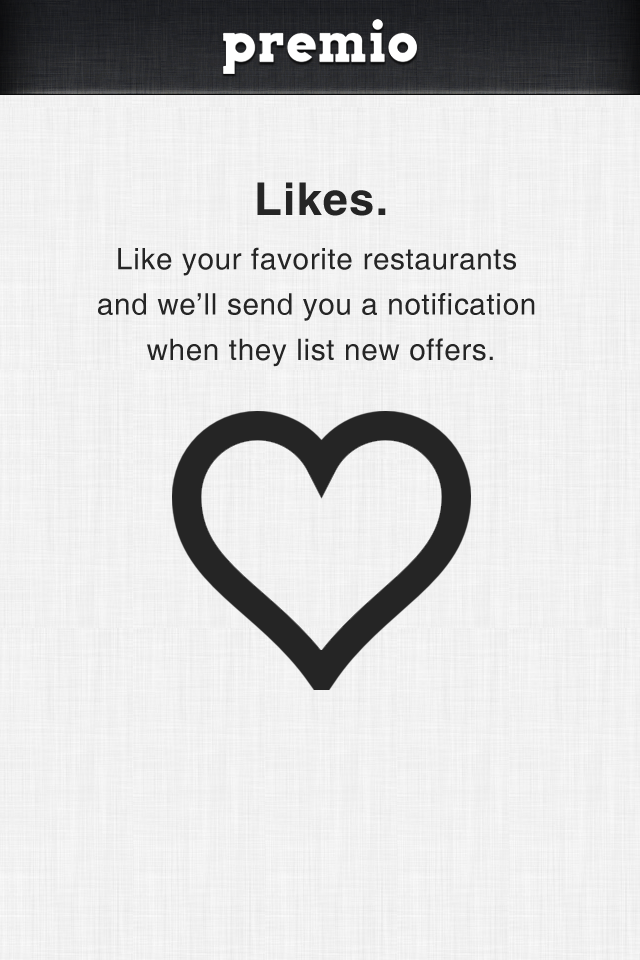 premio
Likes.
Like your favorite restaurants
and we’ll send you a notification
when they list new offers.